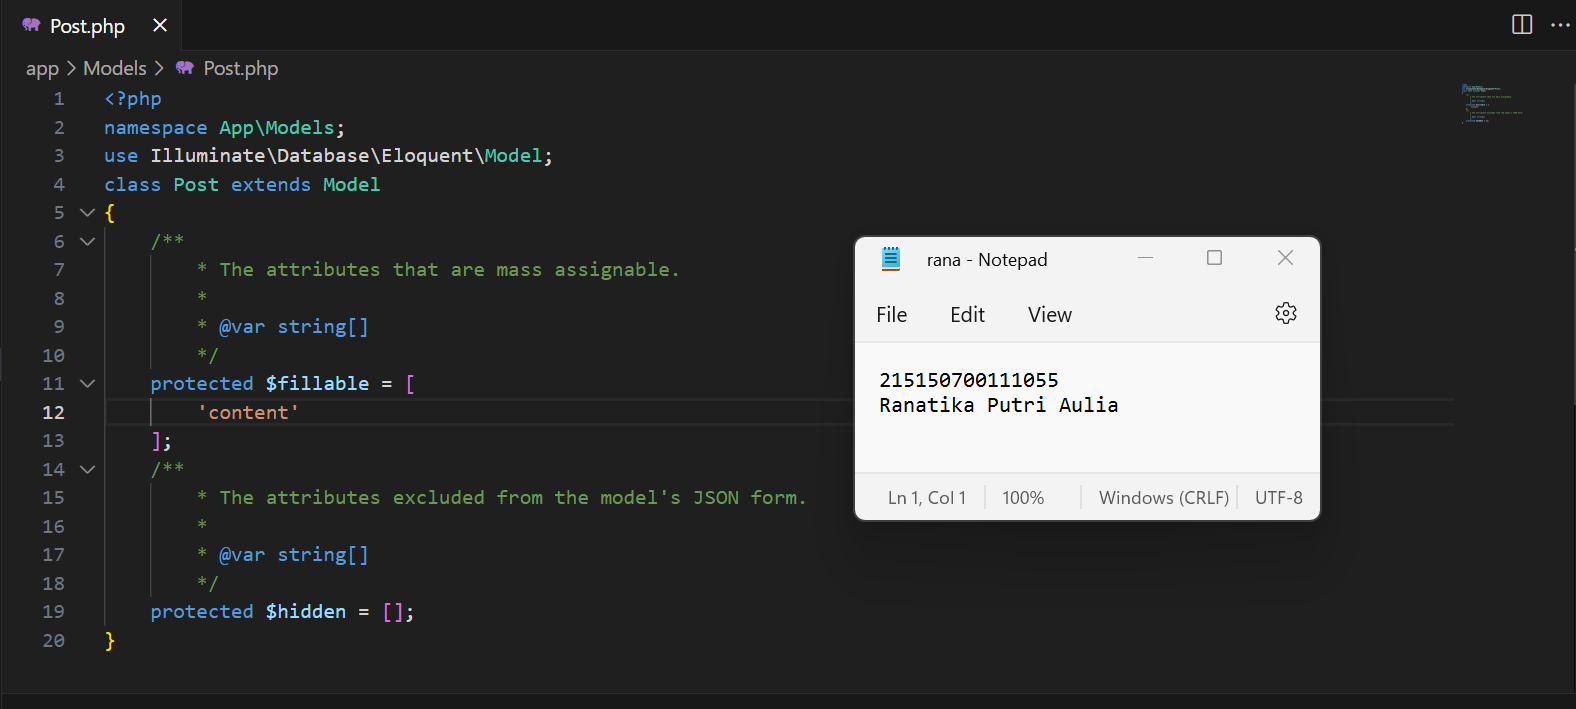 Post.php
app > Models > Post.php
1 <?php
2 namespace App\Models;
3 use Illuminate\Database\Eloquent\Model;
4 class Post extends Model
5 {
6 /**
7 * The attributes that are mass assignable.
8 *
9 * @var string[]
10 */
11 protected $fillable = [
12 'content'
13 ];
14 /**
15 * The attributes excluded from the model's JSON form.
16 *
17 * @var string[]
18 */
19 protected $hidden = [];
20 }
rana - Notepad
File Edit View
215150700111055
Ranatika Putri Aulia
Ln 1, Col 1 100% Windows (CRLF) UTF-8